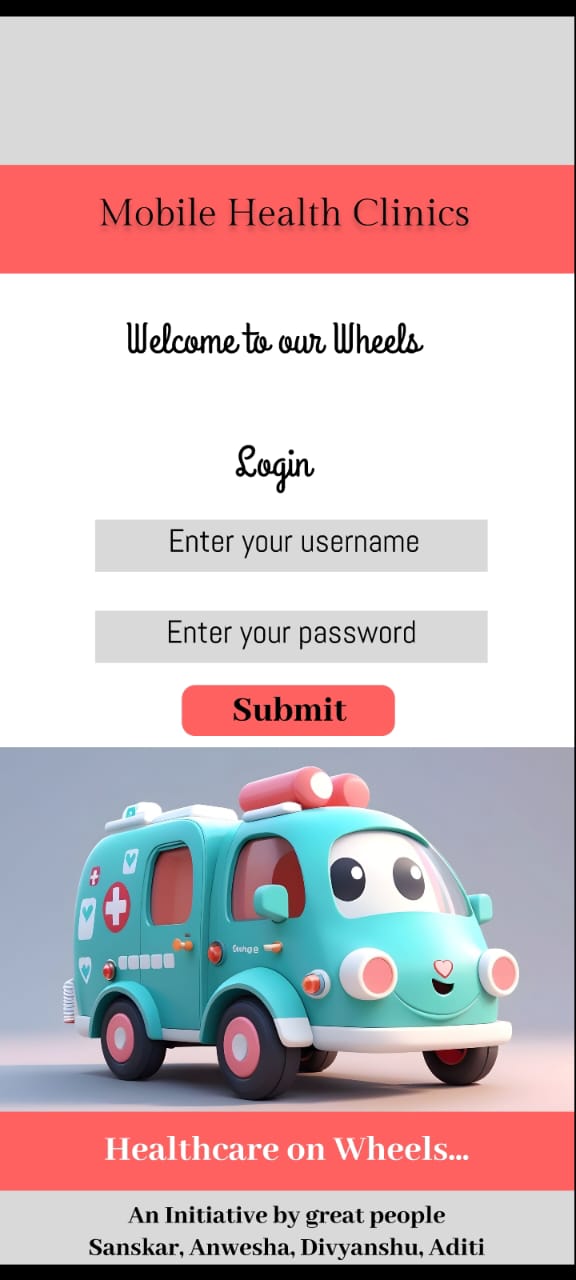 Mobile Health Clinics
Welcome to our Wheels
Login
Enter your username
Enter your password
Submit
Healthcare on Wheels...
An Initiative by great people
Sanskar, Anwesha, Divyanshu, Aditi